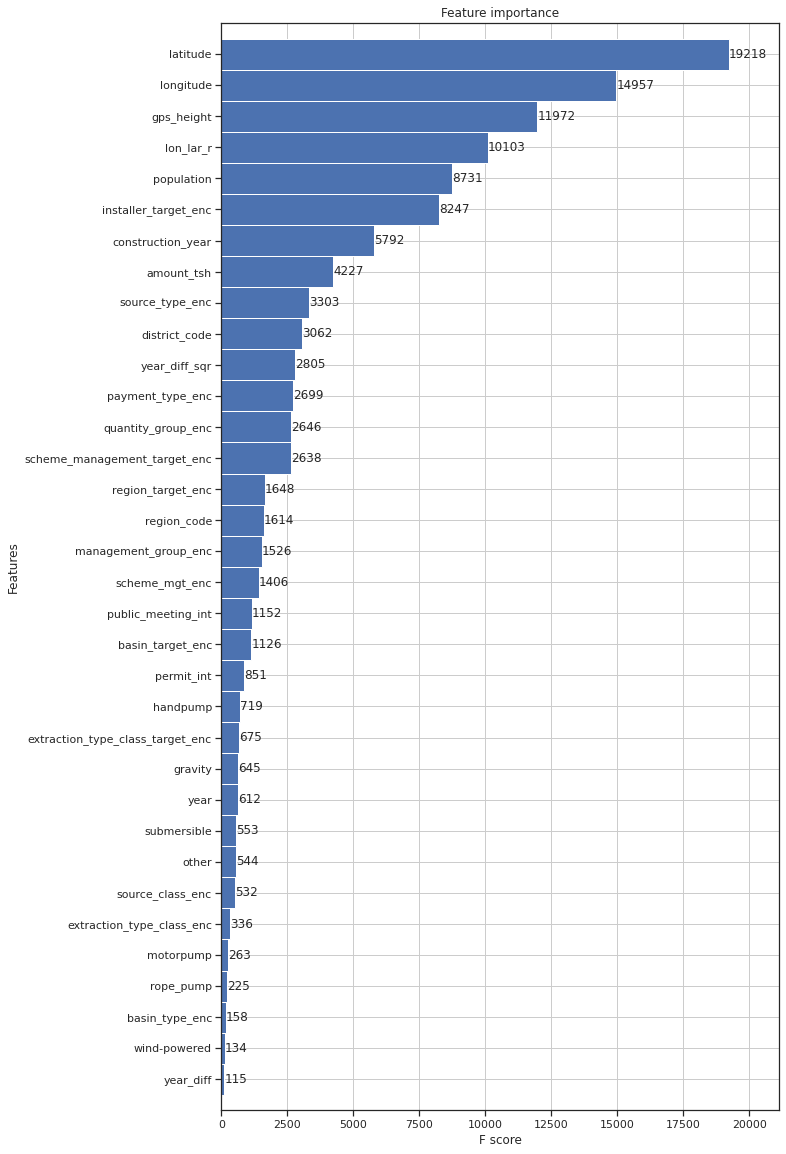 Feature importance
Features
latitude 19218
longitude 14957
gps_height 11972
lon_lar_r 10103
population 8731
installer_target_enc 8247
construction_year 5792
amount_tsh 4227
source_type_enc 3303
district_code 3062
year_diff_sqr 2805
payment_type_enc 2699
quantity_group_enc 2646
scheme_management_target_enc 2638
region_target_enc 1648
region_code 1614
management_group_enc 1526
scheme_mgt_enc 1406
public_meeting_int 1152
basin_target_enc 1126
permit_int 851
handpump 719
extraction_type_class_target_enc 675
gravity 645
year 612
submersible 553
other 544
source_class_enc 532
extraction_type_class_enc 336
motorpump 263
rope_pump 225
basin_type_enc 158
wind-powered 134
year_diff 115
0 2500 5000 7500 10000 12500 15000 17500 20000
F score